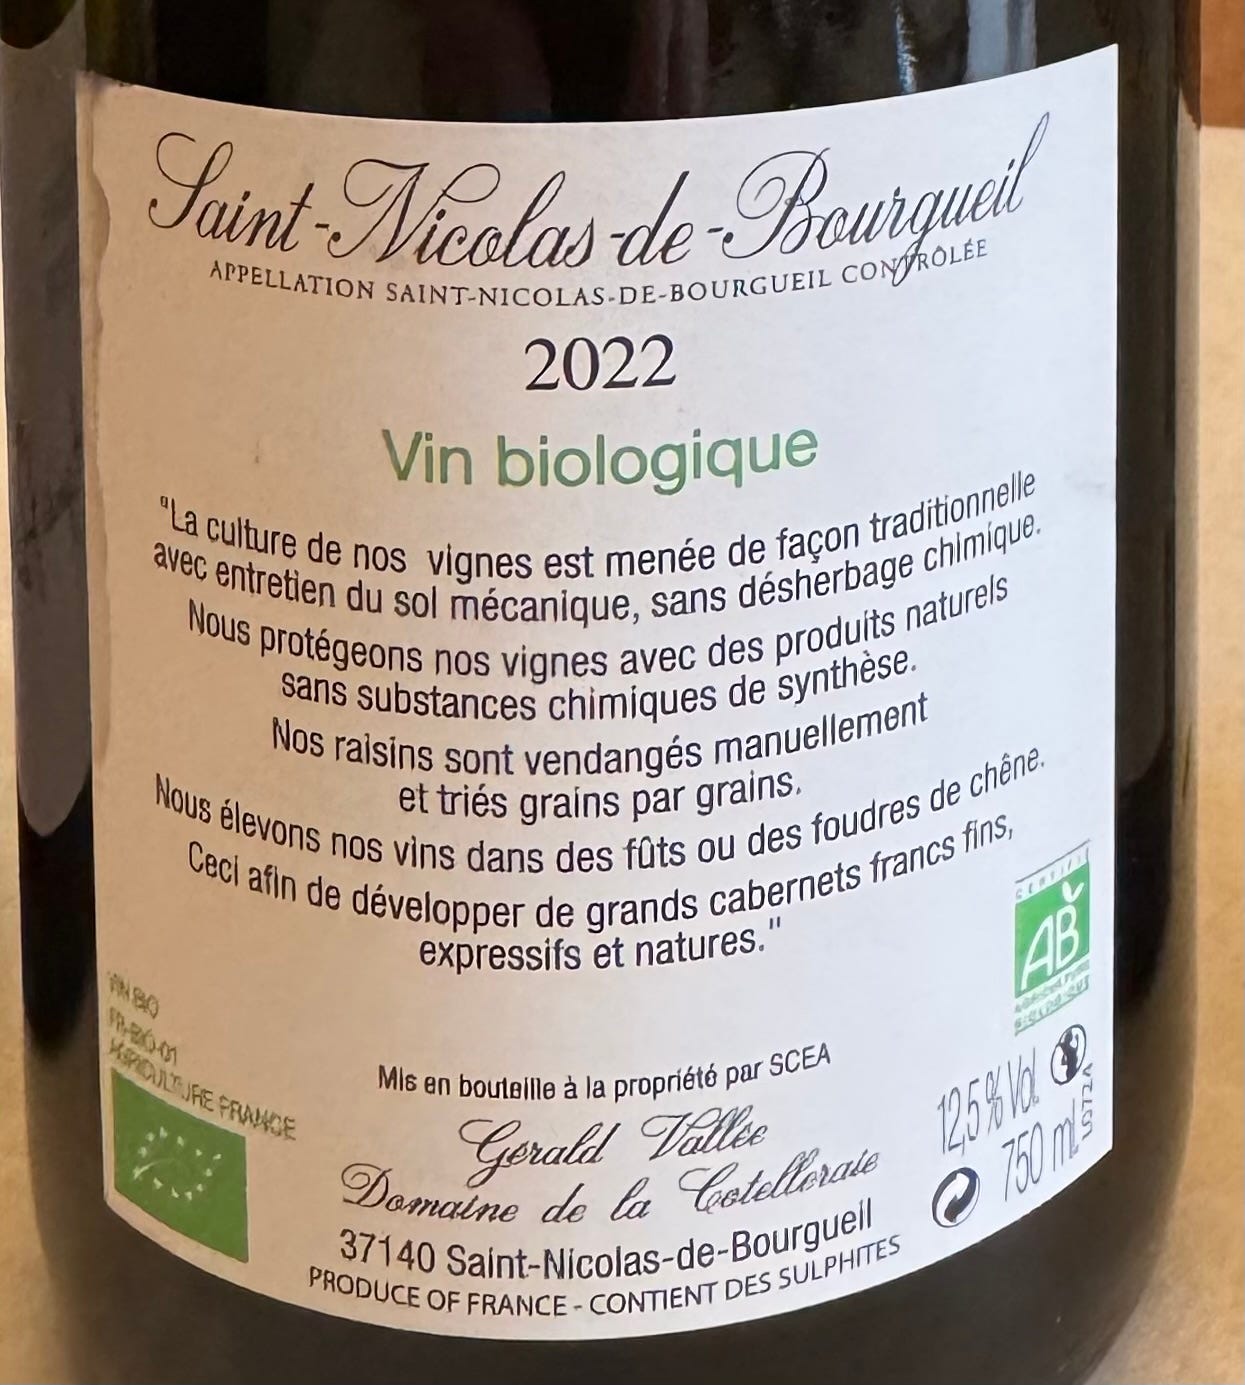 Saint-Nicolas-de-Bourgueil
APPELLATION SAINT-NICOLAS-DE-BOURGUEIL CONTRÔLÉE
2022
Vin biologique
"La culture de nos vignes est menée de façon traditionnelle
avec entretien du sol mécanique, sans désherbage chimique.
Nous protégeons nos vignes avec des produits naturels
sans substances chimiques de synthèse.
Nos raisins sont vendangés manuellement
et triés grains par grains.
Nous élevons nos vins dans des fûts ou des foudres de chêne.
Ceci afin de développer de grands cabernets francs fins,
expressifs et natures."
CERTIFIÉ
AB
AGRICULTURE
BIOLOGIQUE
VIN BIO
FR-BIO-01
AGRICULTURE FRANCE
Mis en bouteille à la propriété par SCEA
Gérald Vallée
Domaine de la Cotelleraie
37140 Saint-Nicolas-de-Bourgueil
PRODUCE OF FRANCE - CONTIENT DES SULPHITES
12,5 % Vol.
750 ml
L072A